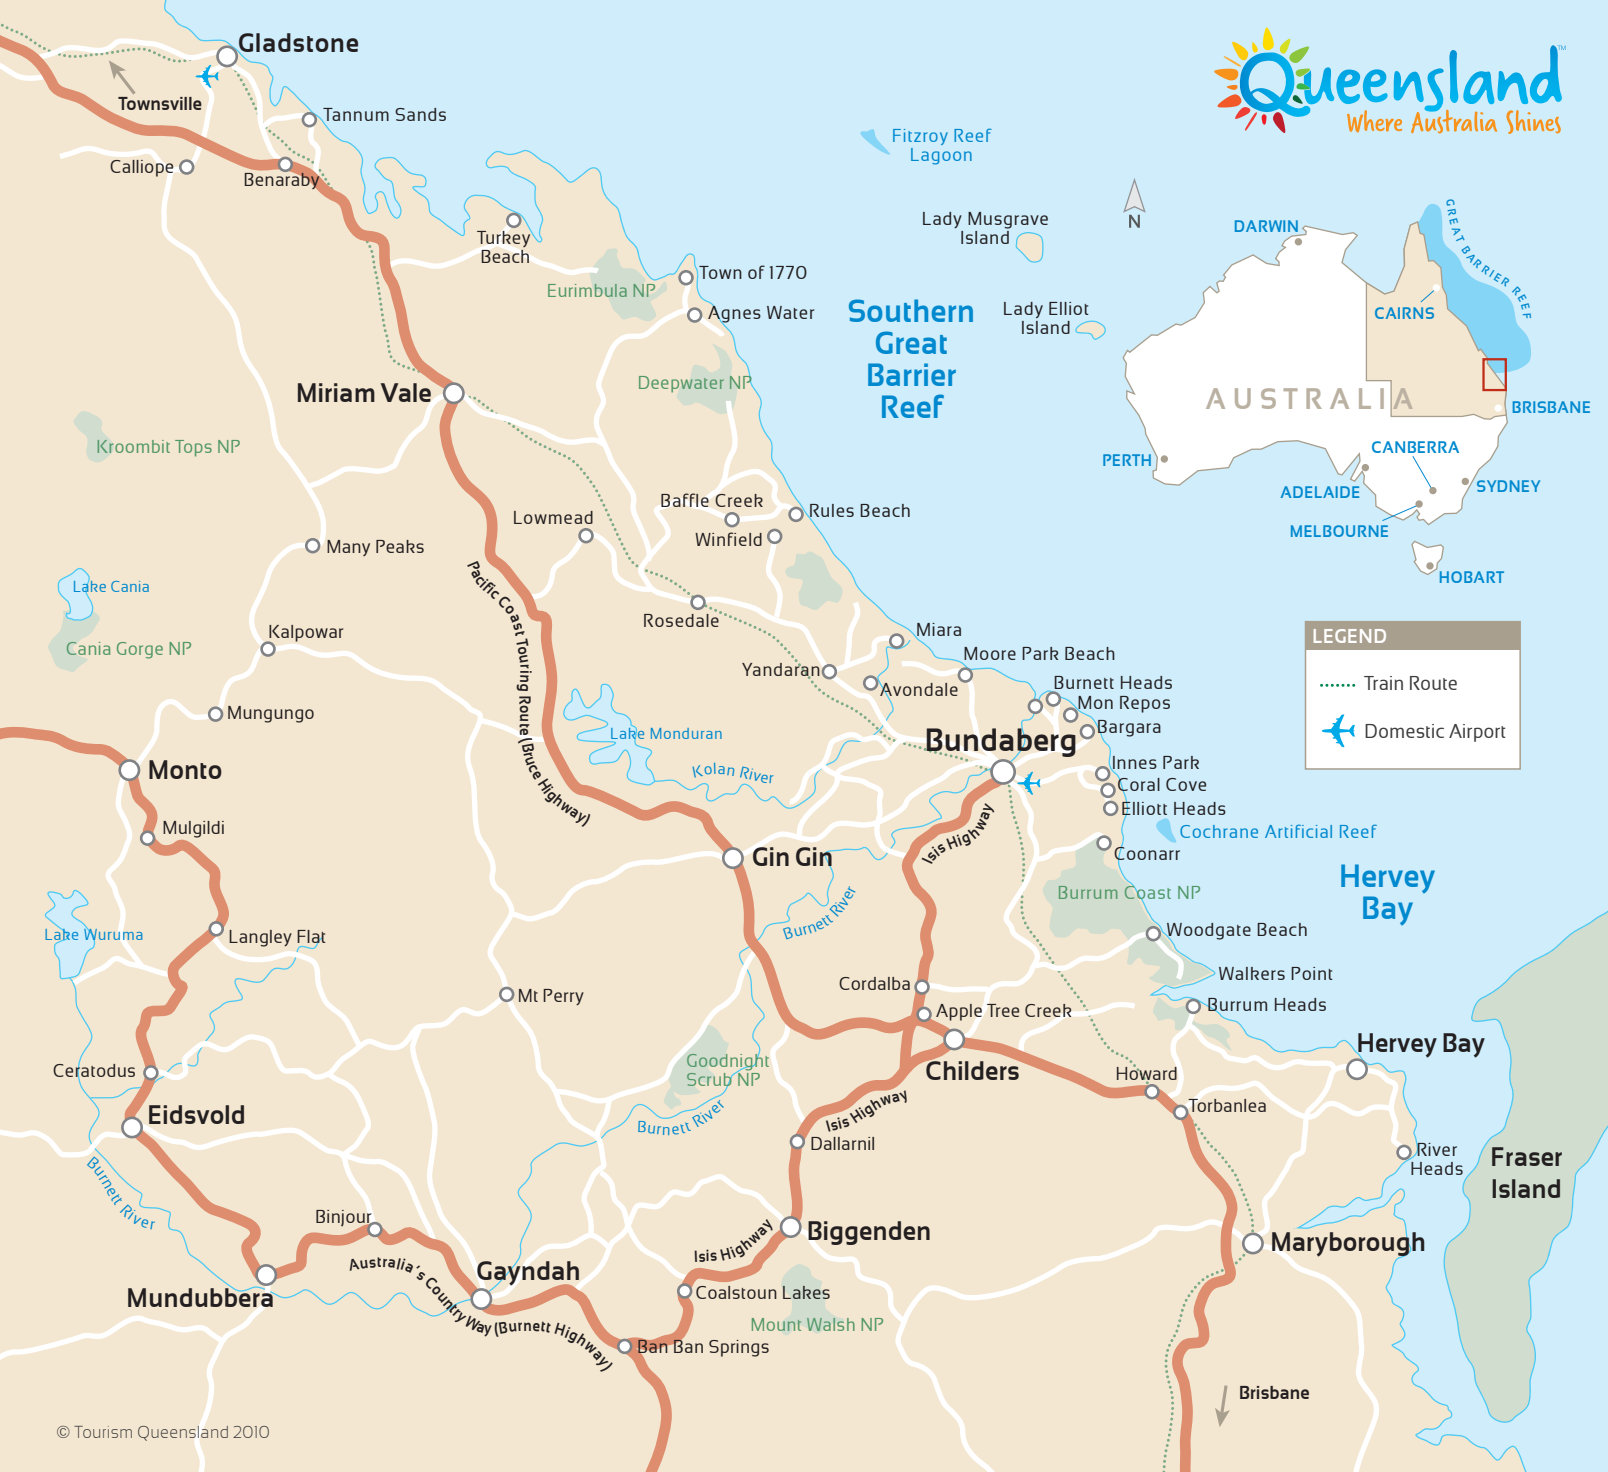 Gladstone
Townsville
Tannum Sands
Calliope
Benaraby
Turkey
Beach
Eurimbula NP
Town of 1770
Agnes Water
Deepwater NP
Miriam Vale
Kroombit Tops NP
Many Peaks
Lowmead
Baffle Creek
Winfield
Rules Beach
Rosedale
Lake Cania
Cania Gorge NP
Kalpowar
Mungungo
Monto
Mulgildi
Lake Wuruma
Langley Flat
Ceratodus
Eidsvold
Burnett River
Mundubbera
Binjour
Australia's Country Way (Burnett Highway)
Gayndah
Ban Ban Springs
Coalstoun Lakes
Isis Highway
Biggenden
Mount Walsh NP
Dallarnil
Isis Highway
Burnett River
Goodnight
Scrub NP
Mt Perry
Pacific Coast Touring Route (Bruce Highway)
Lake Monduran
Kolan River
Gin Gin
Burnett River
Isis Highway
Yandaran
Avondale
Miara
Moore Park Beach
Burnett Heads
Mon Repos
Bargara
Bundaberg
Innes Park
Coral Cove
Elliott Heads
Cochrane Artificial Reef
Coonarr
Burrum Coast NP
Woodgate Beach
Walkers Point
Burrum Heads
Cordalba
Apple Tree Creek
Childers
Howard
Torbanlea
Hervey
Bay
Hervey Bay
River
Heads
Fraser
Island
Maryborough
Brisbane
Fitzroy Reef
Lagoon
Lady Musgrave
Island
Lady Elliot
Island
Southern
Great
Barrier
Reef
N
Queensland
TM
Where Australia Shines
DARWIN
GREAT BARRIER REEF
CAIRNS
AUSTRALIA
BRISBANE
PERTH
CANBERRA
ADELAIDE
SYDNEY
MELBOURNE
HOBART
LEGEND
Train Route
Domestic Airport
© Tourism Queensland 2010